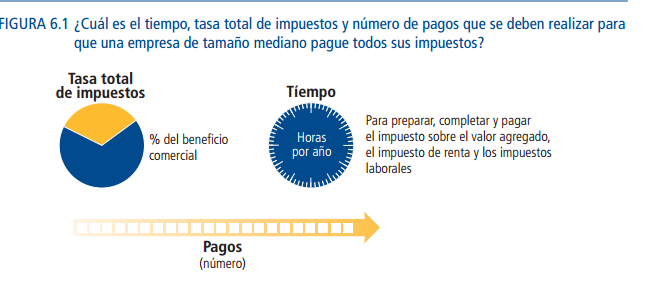 FIGURA 6.1 ¿Cuál es el tiempo, tasa total de impuestos y número de pagos que se deben realizar para
que una empresa de tamaño mediano pague todos sus impuestos?
Tasa total
de impuestos
% del beneficio
comercial
Tíempo
Horas
por año
Para preparar, completar y pagar
el impuesto sobre el valor agregado,
el impuesto de renta y los impuestos
laborales
Pagos
(número)